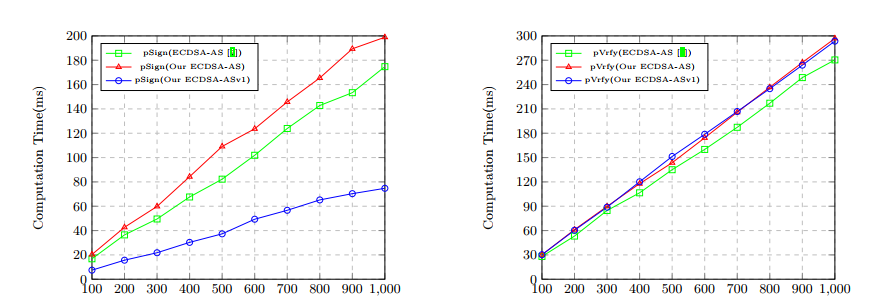 Computation Time(ms)
200
180
160
140
120
100
80
60
40
20
0
pSign(ECDSA-AS [ ])
pSign(Our ECDSA-AS)
pSign(Our ECDSA-ASv1)
100 200 300 400 500 600 700 800 900 1,000
Computation Time(ms)
300
270
240
210
180
150
120
90
60
30
0
pVrfy(ECDSA-AS [ ])
pVrfy(Our ECDSA-AS)
pVrfy(Our ECDSA-ASv1)
100 200 300 400 500 600 700 800 900 1,000